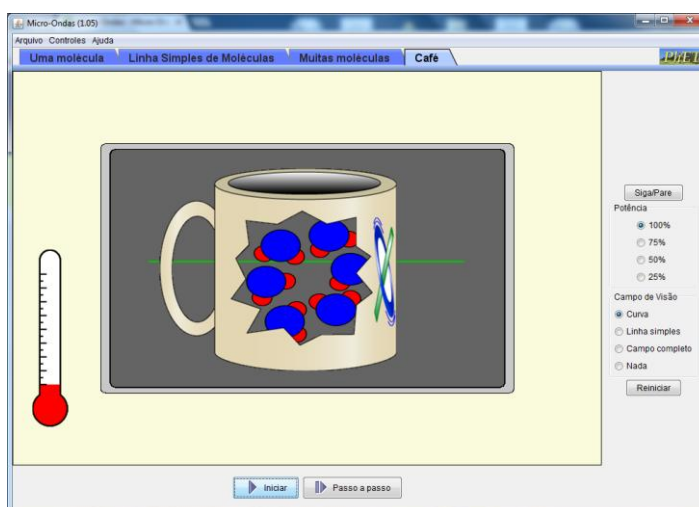 Micro-Ondas (1.05)
Arquivo Controles Ajuda
Uma molécula Linha Simples de Moléculas Muitas moléculas Café
PhET
Siga/Pare
Potência
100%
75%
50%
25%
Campo de Visão
Curva
Linha simples
Campo completo
Nada
Reiniciar
Iniciar Passo a passo